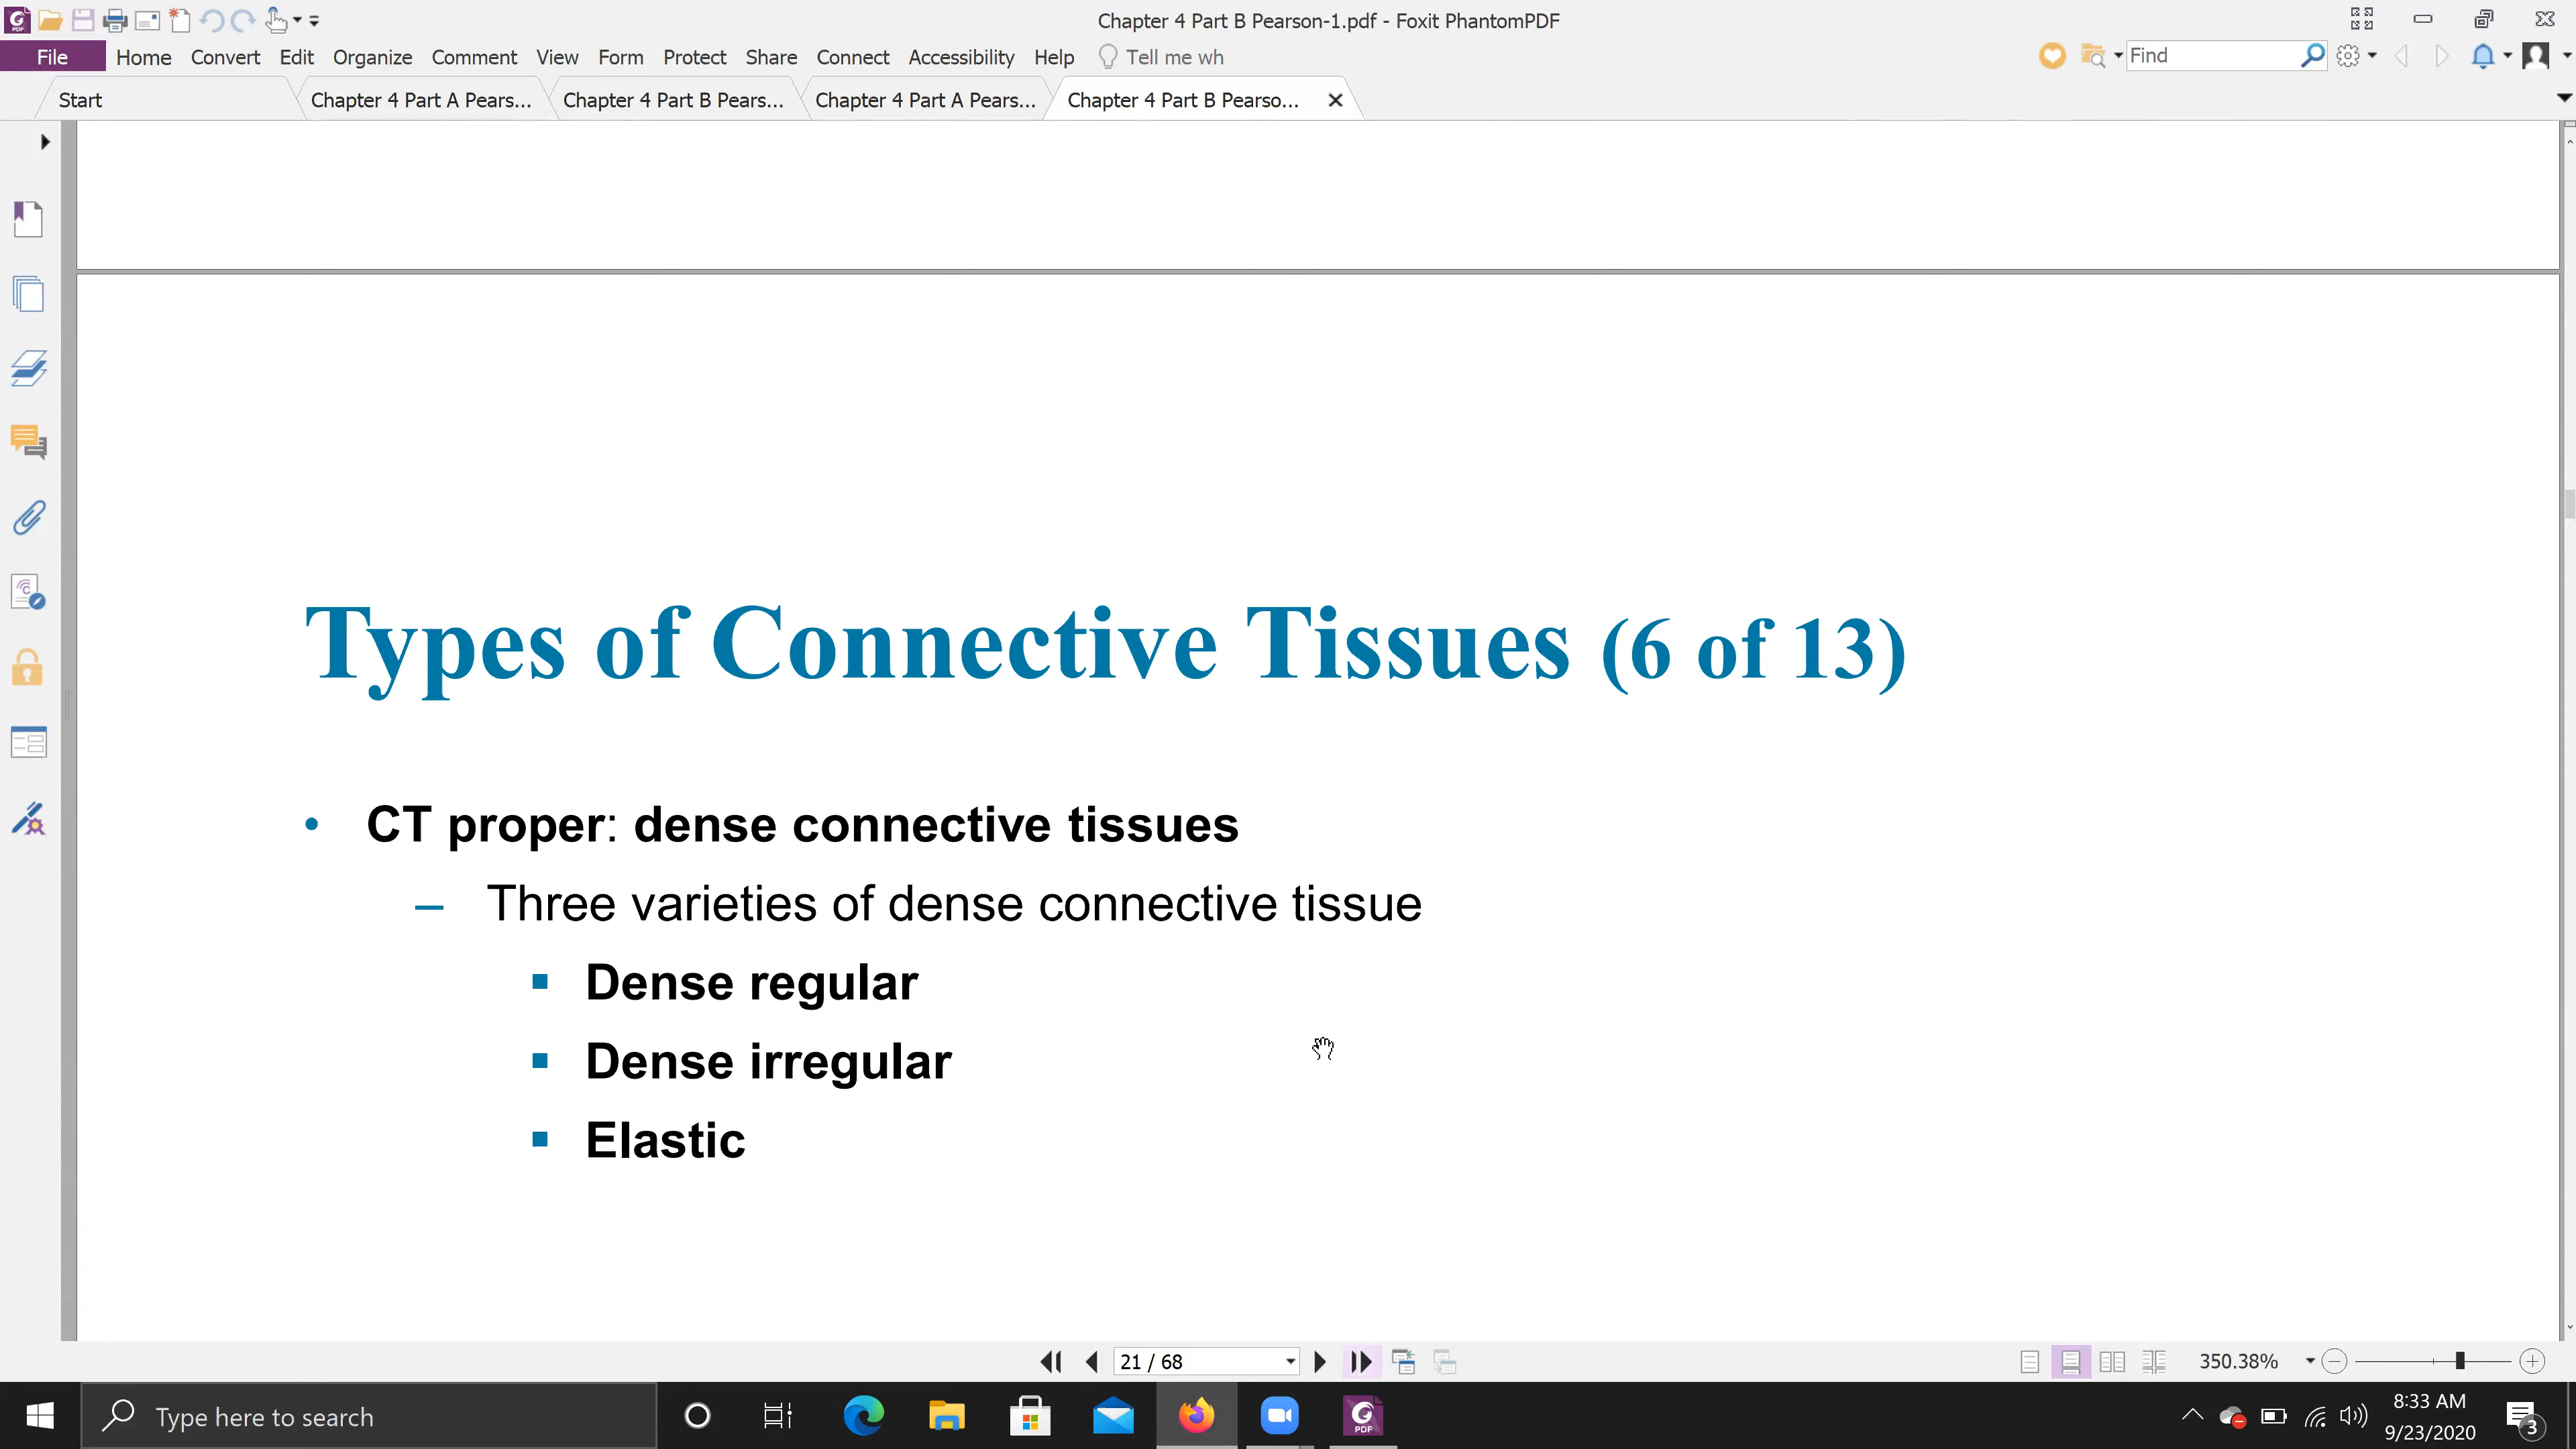 Chapter 4 Part B Pearson-1.pdf - Foxit PhantomPDF
File Home Convert Edit Organize Comment View Form Protect Share Connect Accessibility Help Tell me wh Find
Start Chapter 4 Part A Pears... Chapter 4 Part B Pears... Chapter 4 Part A Pears... Chapter 4 Part B Pearso...
Types of Connective Tissues (6 of 13)
• CT proper: dense connective tissues
– Three varieties of dense connective tissue
▪ Dense regular
▪ Dense irregular
▪ Elastic
21 / 68 350.38%
Type here to search PDF 8:33 AM
9/23/2020 3